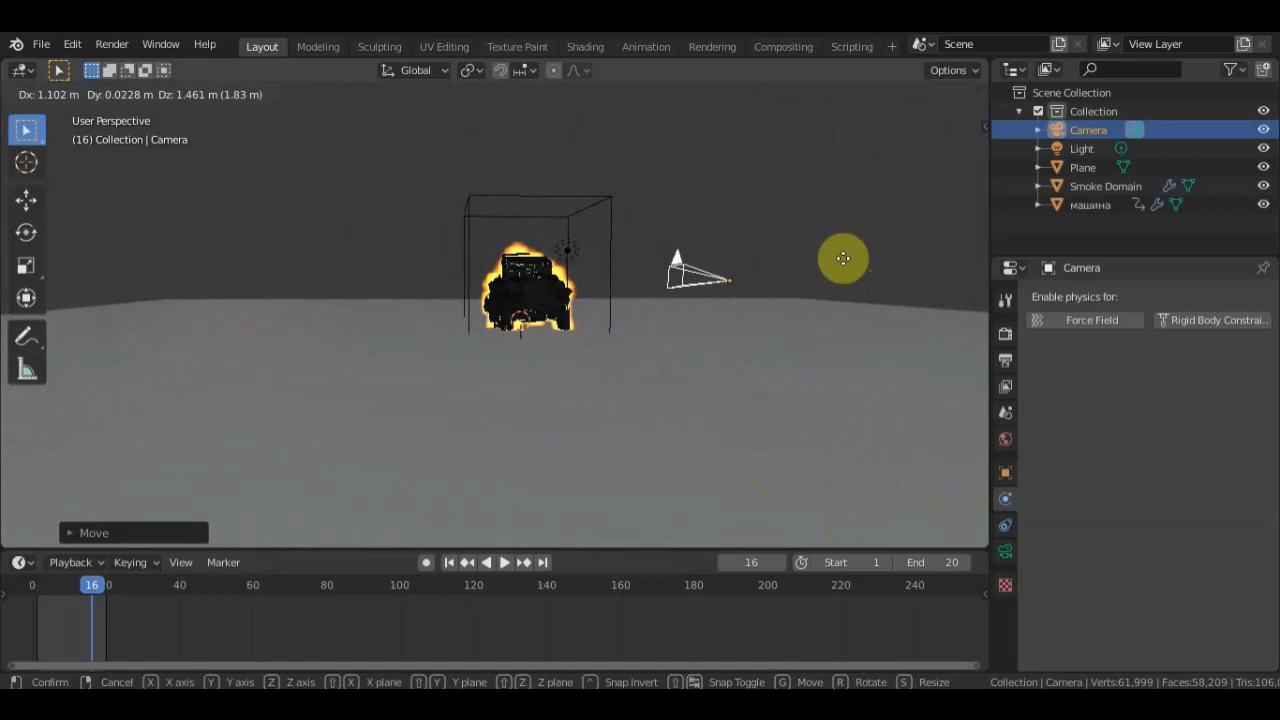 File Edit Render Window Help Layout Modeling Sculpting UV Editing Texture Paint Shading Animation Rendering Compositing Scripting + Scene View Layer
Global Options
Dx: 1.102 m Dy: 0.0228 m Dz: 1.461 m (1.83 m)
User Perspective
(16) Collection | Camera
Move
Scene Collection
Collection
Camera
Light
Plane
Smoke Domain
машина
Camera
Enable physics for:
Force Field Rigid Body Constrai..
Playback Keying View Marker 16 Start 1 End 20
0 16 0 40 60 80 100 120 140 160 180 200 220 240
Confirm Cancel X X axis Y Y axis Z Z axis X X plane Y Y plane Z Z plane ^ Snap Invert Snap Toggle G Move R Rotate S Resize Collection | Camera | Verts:61,999 | Faces:58,209 | Tris:106,